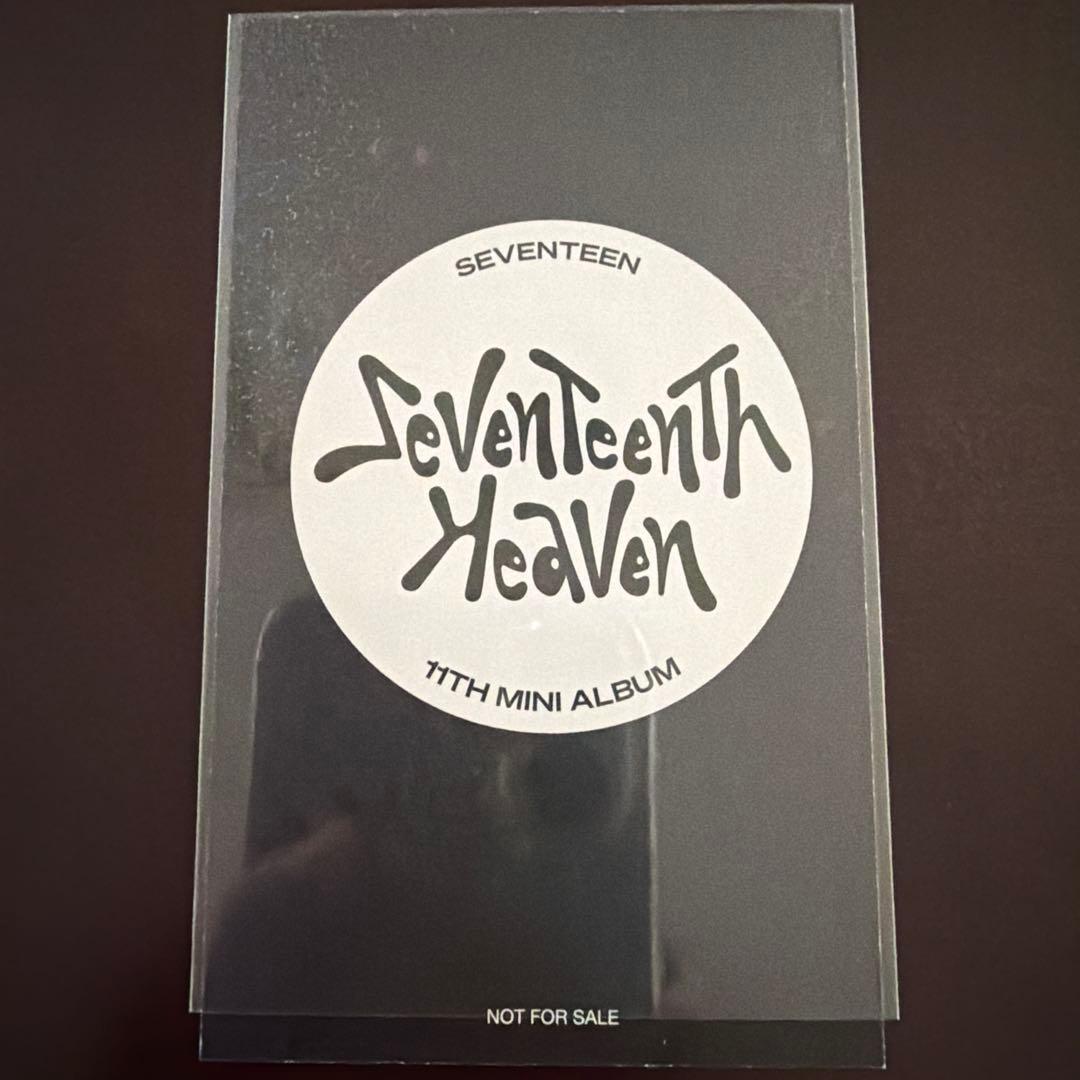 SEVENTEEN
SevenTeenTh
Heaven
11TH MINI ALBUM
NOT FOR SALE